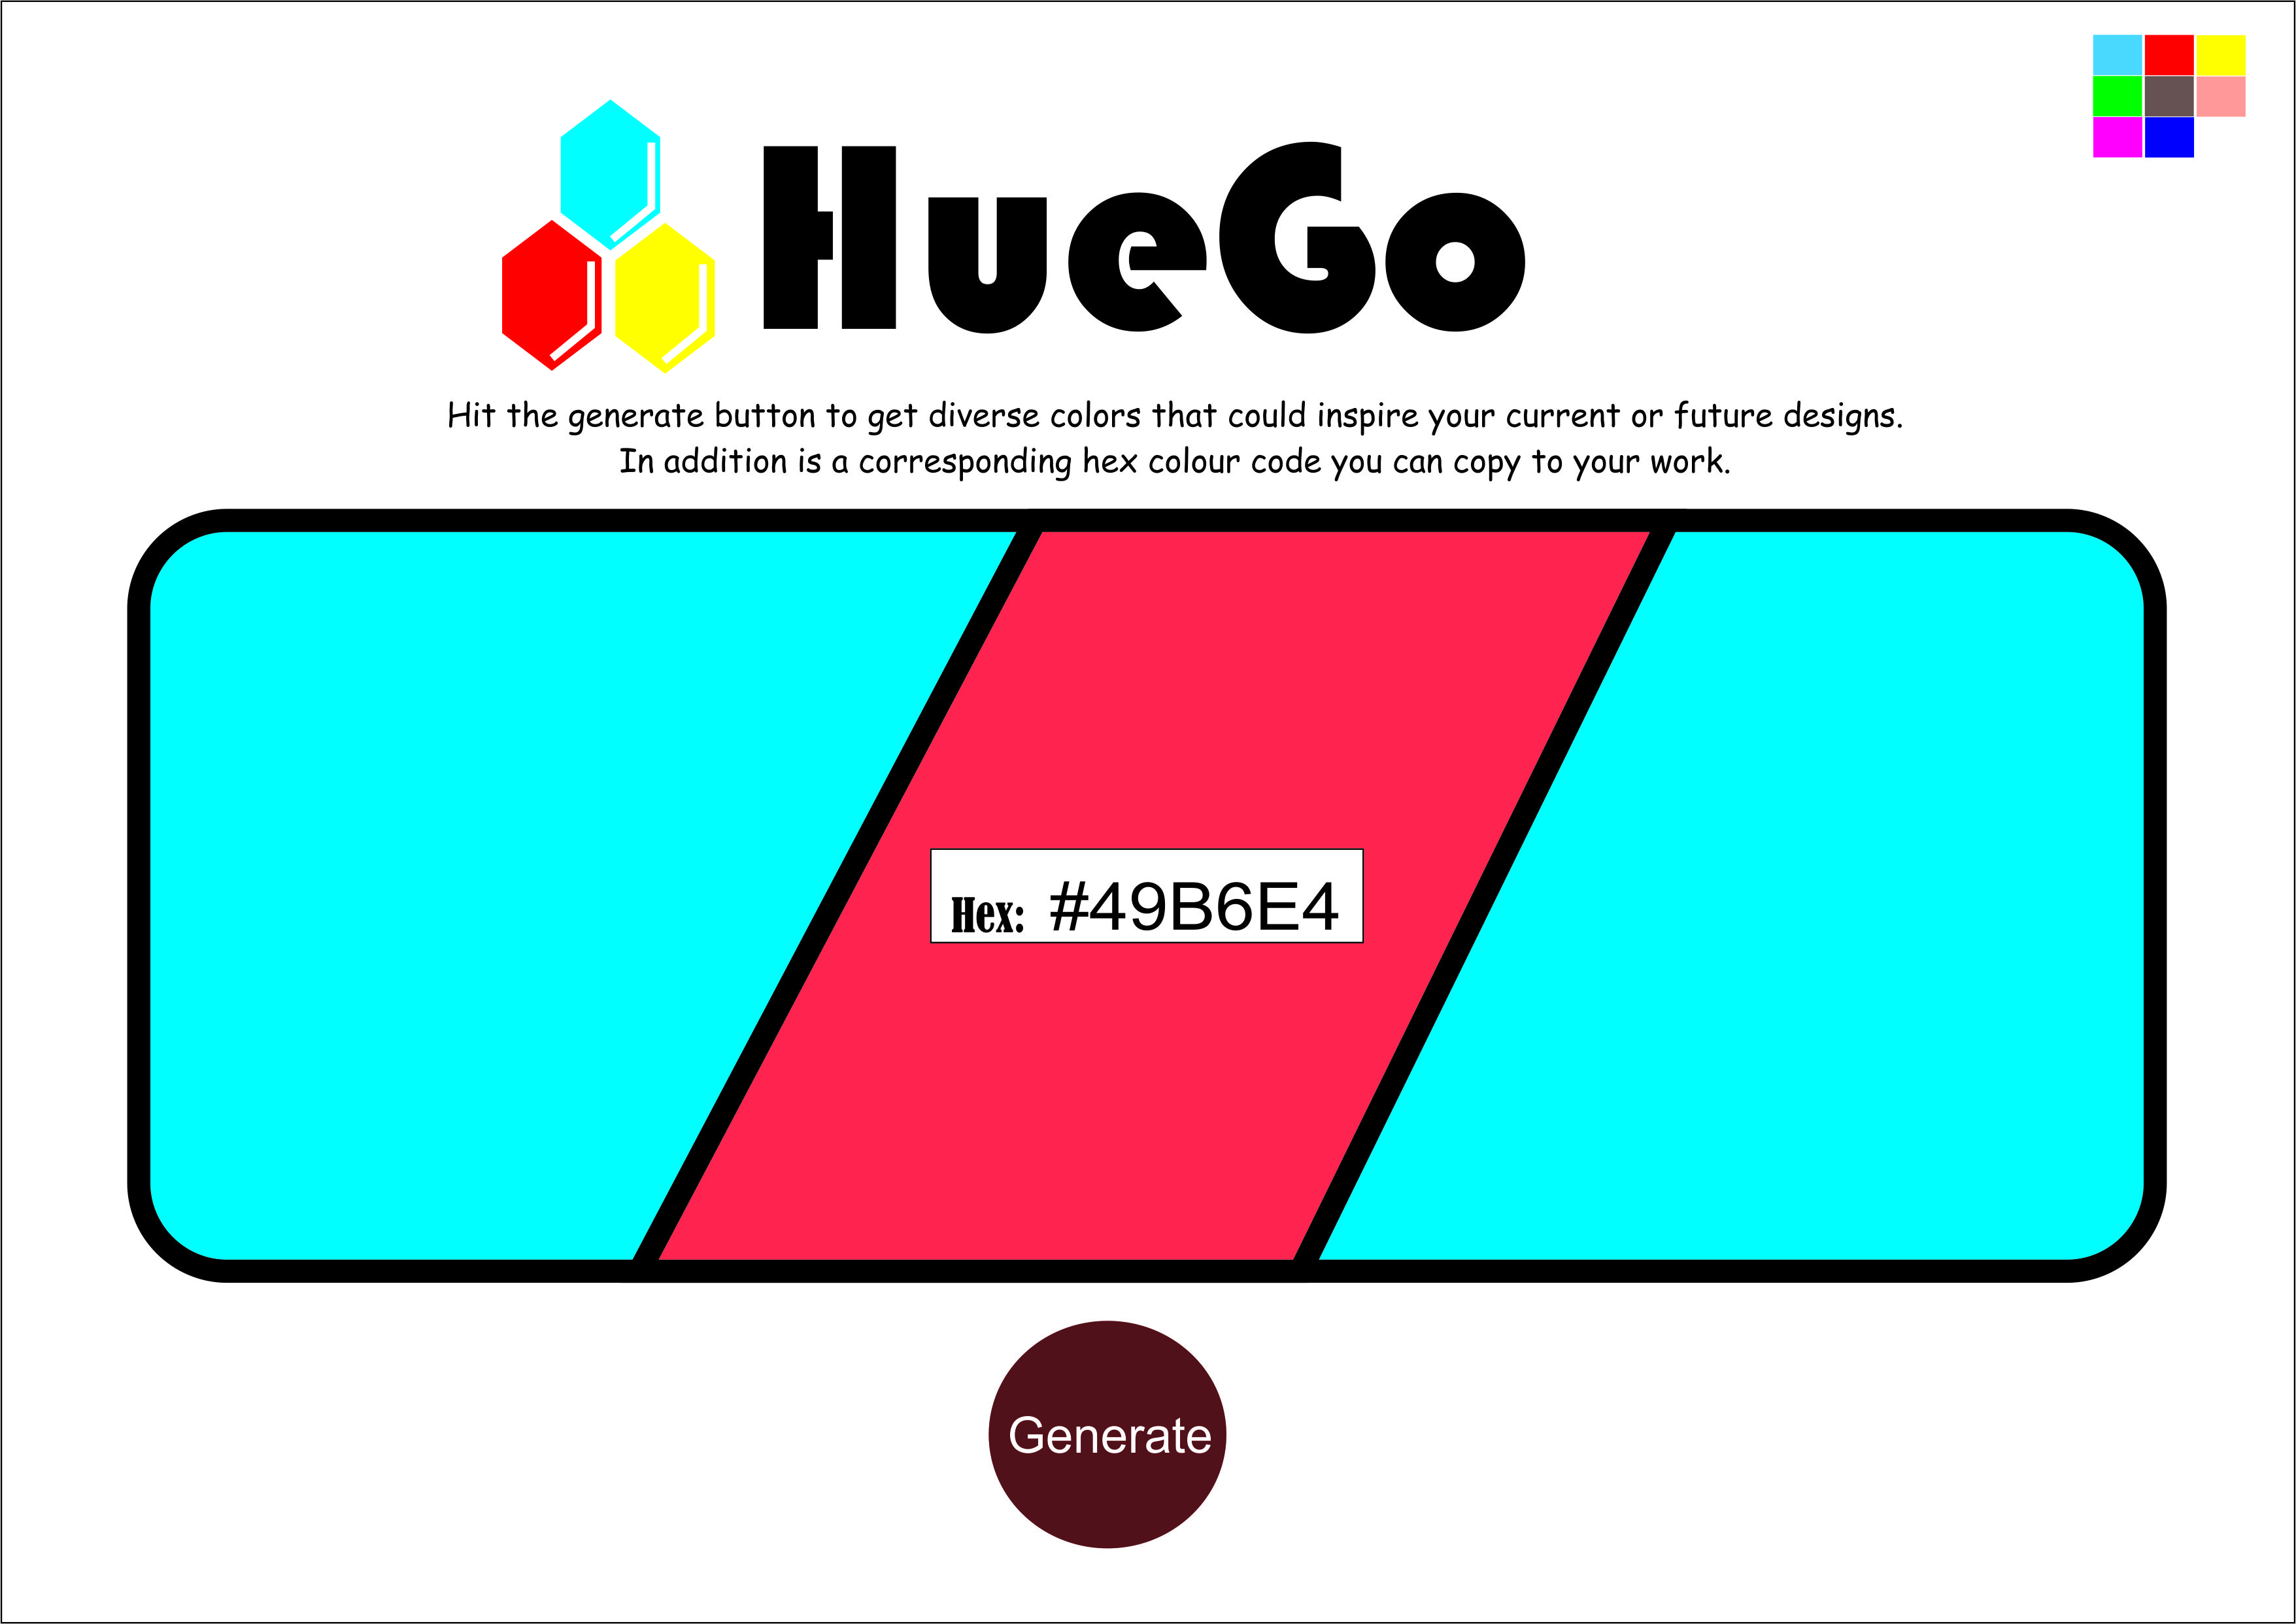 HueGo
Hit the generate button to get diverse colors that could inspire your current or future designs.
In addition is a corresponding hex colour code you can copy to your work.
Hex: #49B6E4
Generate